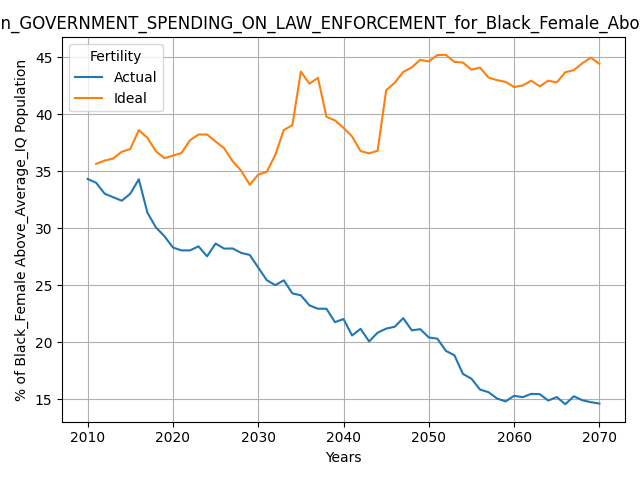 n_GOVERNMENT_SPENDING_ON_LAW_ENFORCEMENT_for_Black_Female_Abo
% of Black_Female Above_Average_IQ Population
45
40
35
30
25
20
15
Fertility
Actual
Ideal
2010 2020 2030 2040 2050 2060 2070
Years